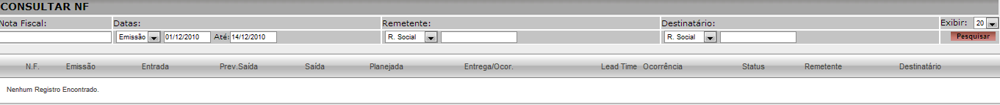 CONSULTAR NF
Nota Fiscal: Datas: Remetente: Destinatário: Exibir: 20
Emissão 01/12/2010 Até: 14/12/2010 R. Social R. Social Pesquisar
N.F. Emissão Entrada Prev.Saída Saída Planejada Entrega/Ocor. Lead Time Ocorrência Status Remetente Destinatário
Nenhum Registro Encontrado.